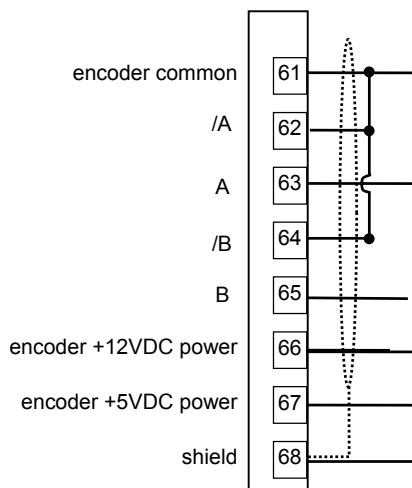 encoder common 61
/A 62
A 63
/B 64
B 65
encoder +12VDC power 66
encoder +5VDC power 67
shield 68